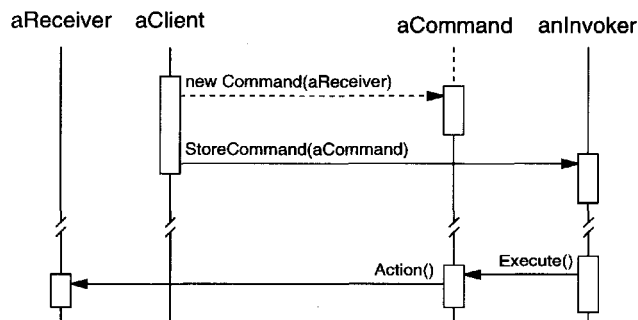 aReceiver
aClient
aCommand
anInvoker
new Command(aReceiver)
StoreCommand(aCommand)
Action()
Execute()